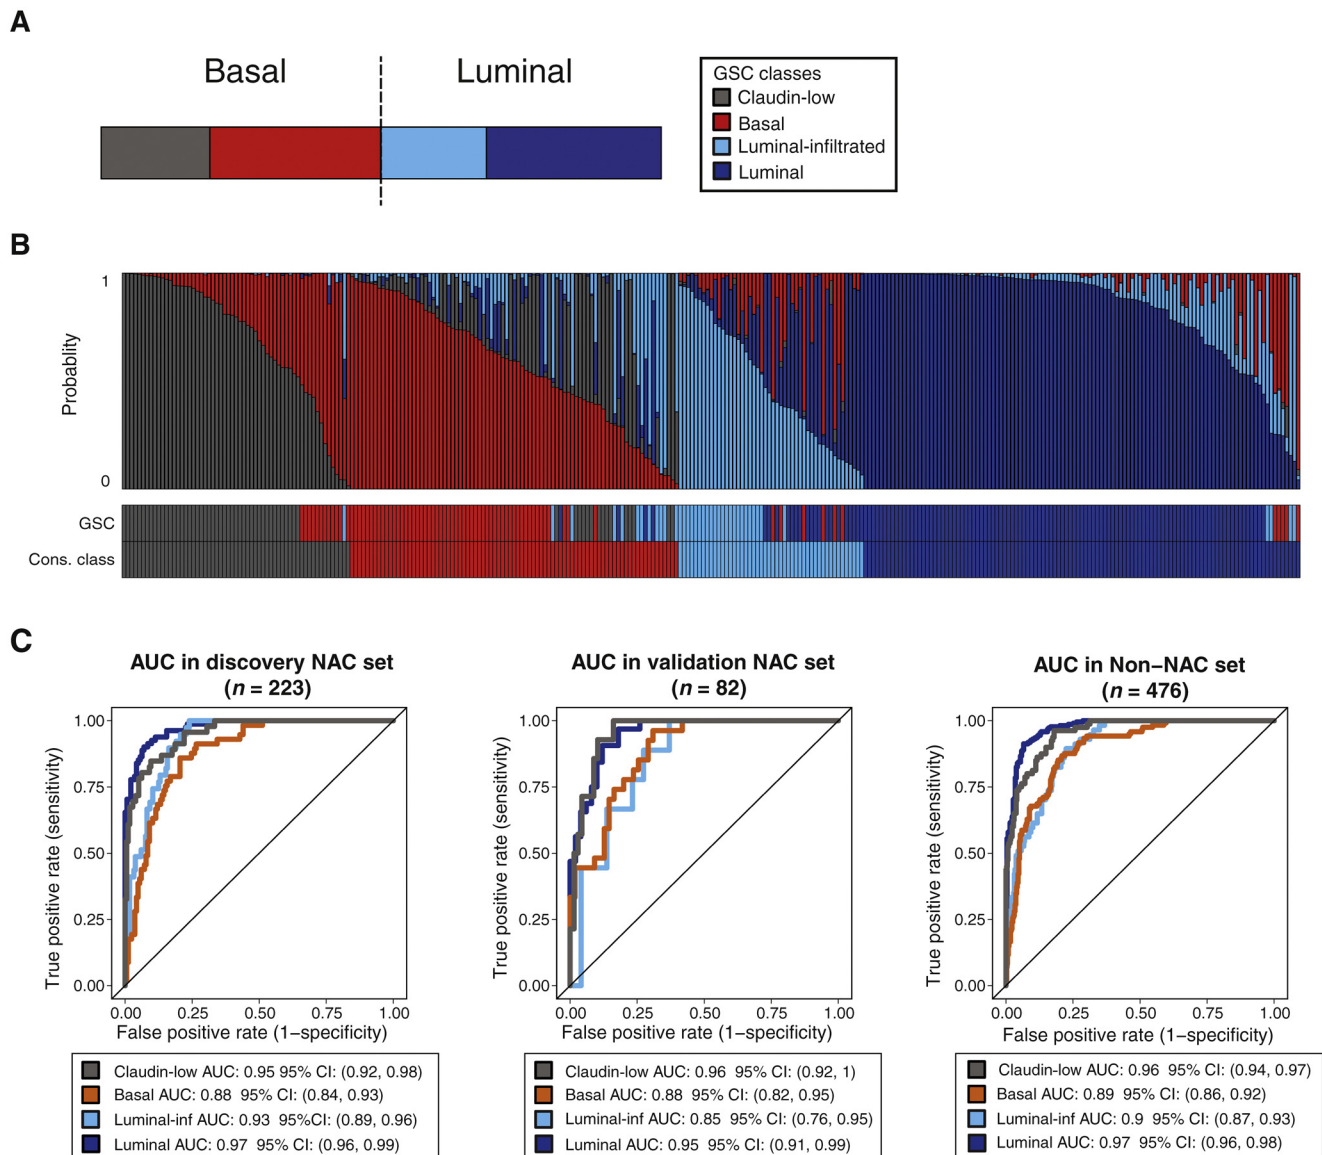 A
Basal
Luminal
GSC classes
Claudin-low
Basal
Luminal-infiltrated
Luminal
B
1
Probablity
0
GSC
Cons. class
C
AUC in discovery NAC set
(n = 223)
1.00
0.75
0.50
0.25
0.00
True positive rate (sensitivity)
0.00 0.25 0.50 0.75 1.00
False positive rate (1−specificity)
Claudin-low AUC: 0.95 95% CI: (0.92, 0.98)
Basal AUC: 0.88 95% CI: (0.84, 0.93)
Luminal-inf AUC: 0.93 95%CI: (0.89, 0.96)
Luminal AUC: 0.97 95% CI: (0.96, 0.99)
AUC in validation NAC set
(n = 82)
1.00
0.75
0.50
0.25
0.00
True positive rate (sensitivity)
0.00 0.25 0.50 0.75 1.00
False positive rate (1−specificity)
Claudin-low AUC: 0.96 95% CI: (0.92, 1)
Basal AUC: 0.88 95% CI: (0.82, 0.95)
Luminal-inf AUC: 0.85 95% CI: (0.76, 0.95)
Luminal AUC: 0.95 95% CI: (0.91, 0.99)
AUC in Non−NAC set
(n = 476)
1.00
0.75
0.50
0.25
0.00
True positive rate (sensitivity)
0.00 0.25 0.50 0.75 1.00
False positive rate (1−specificity)
Claudin-low AUC: 0.96 95% CI: (0.94, 0.97)
Basal AUC: 0.89 95% CI: (0.86, 0.92)
Luminal-inf AUC: 0.9 95% CI: (0.87, 0.93)
Luminal AUC: 0.97 95% CI: (0.96, 0.98)